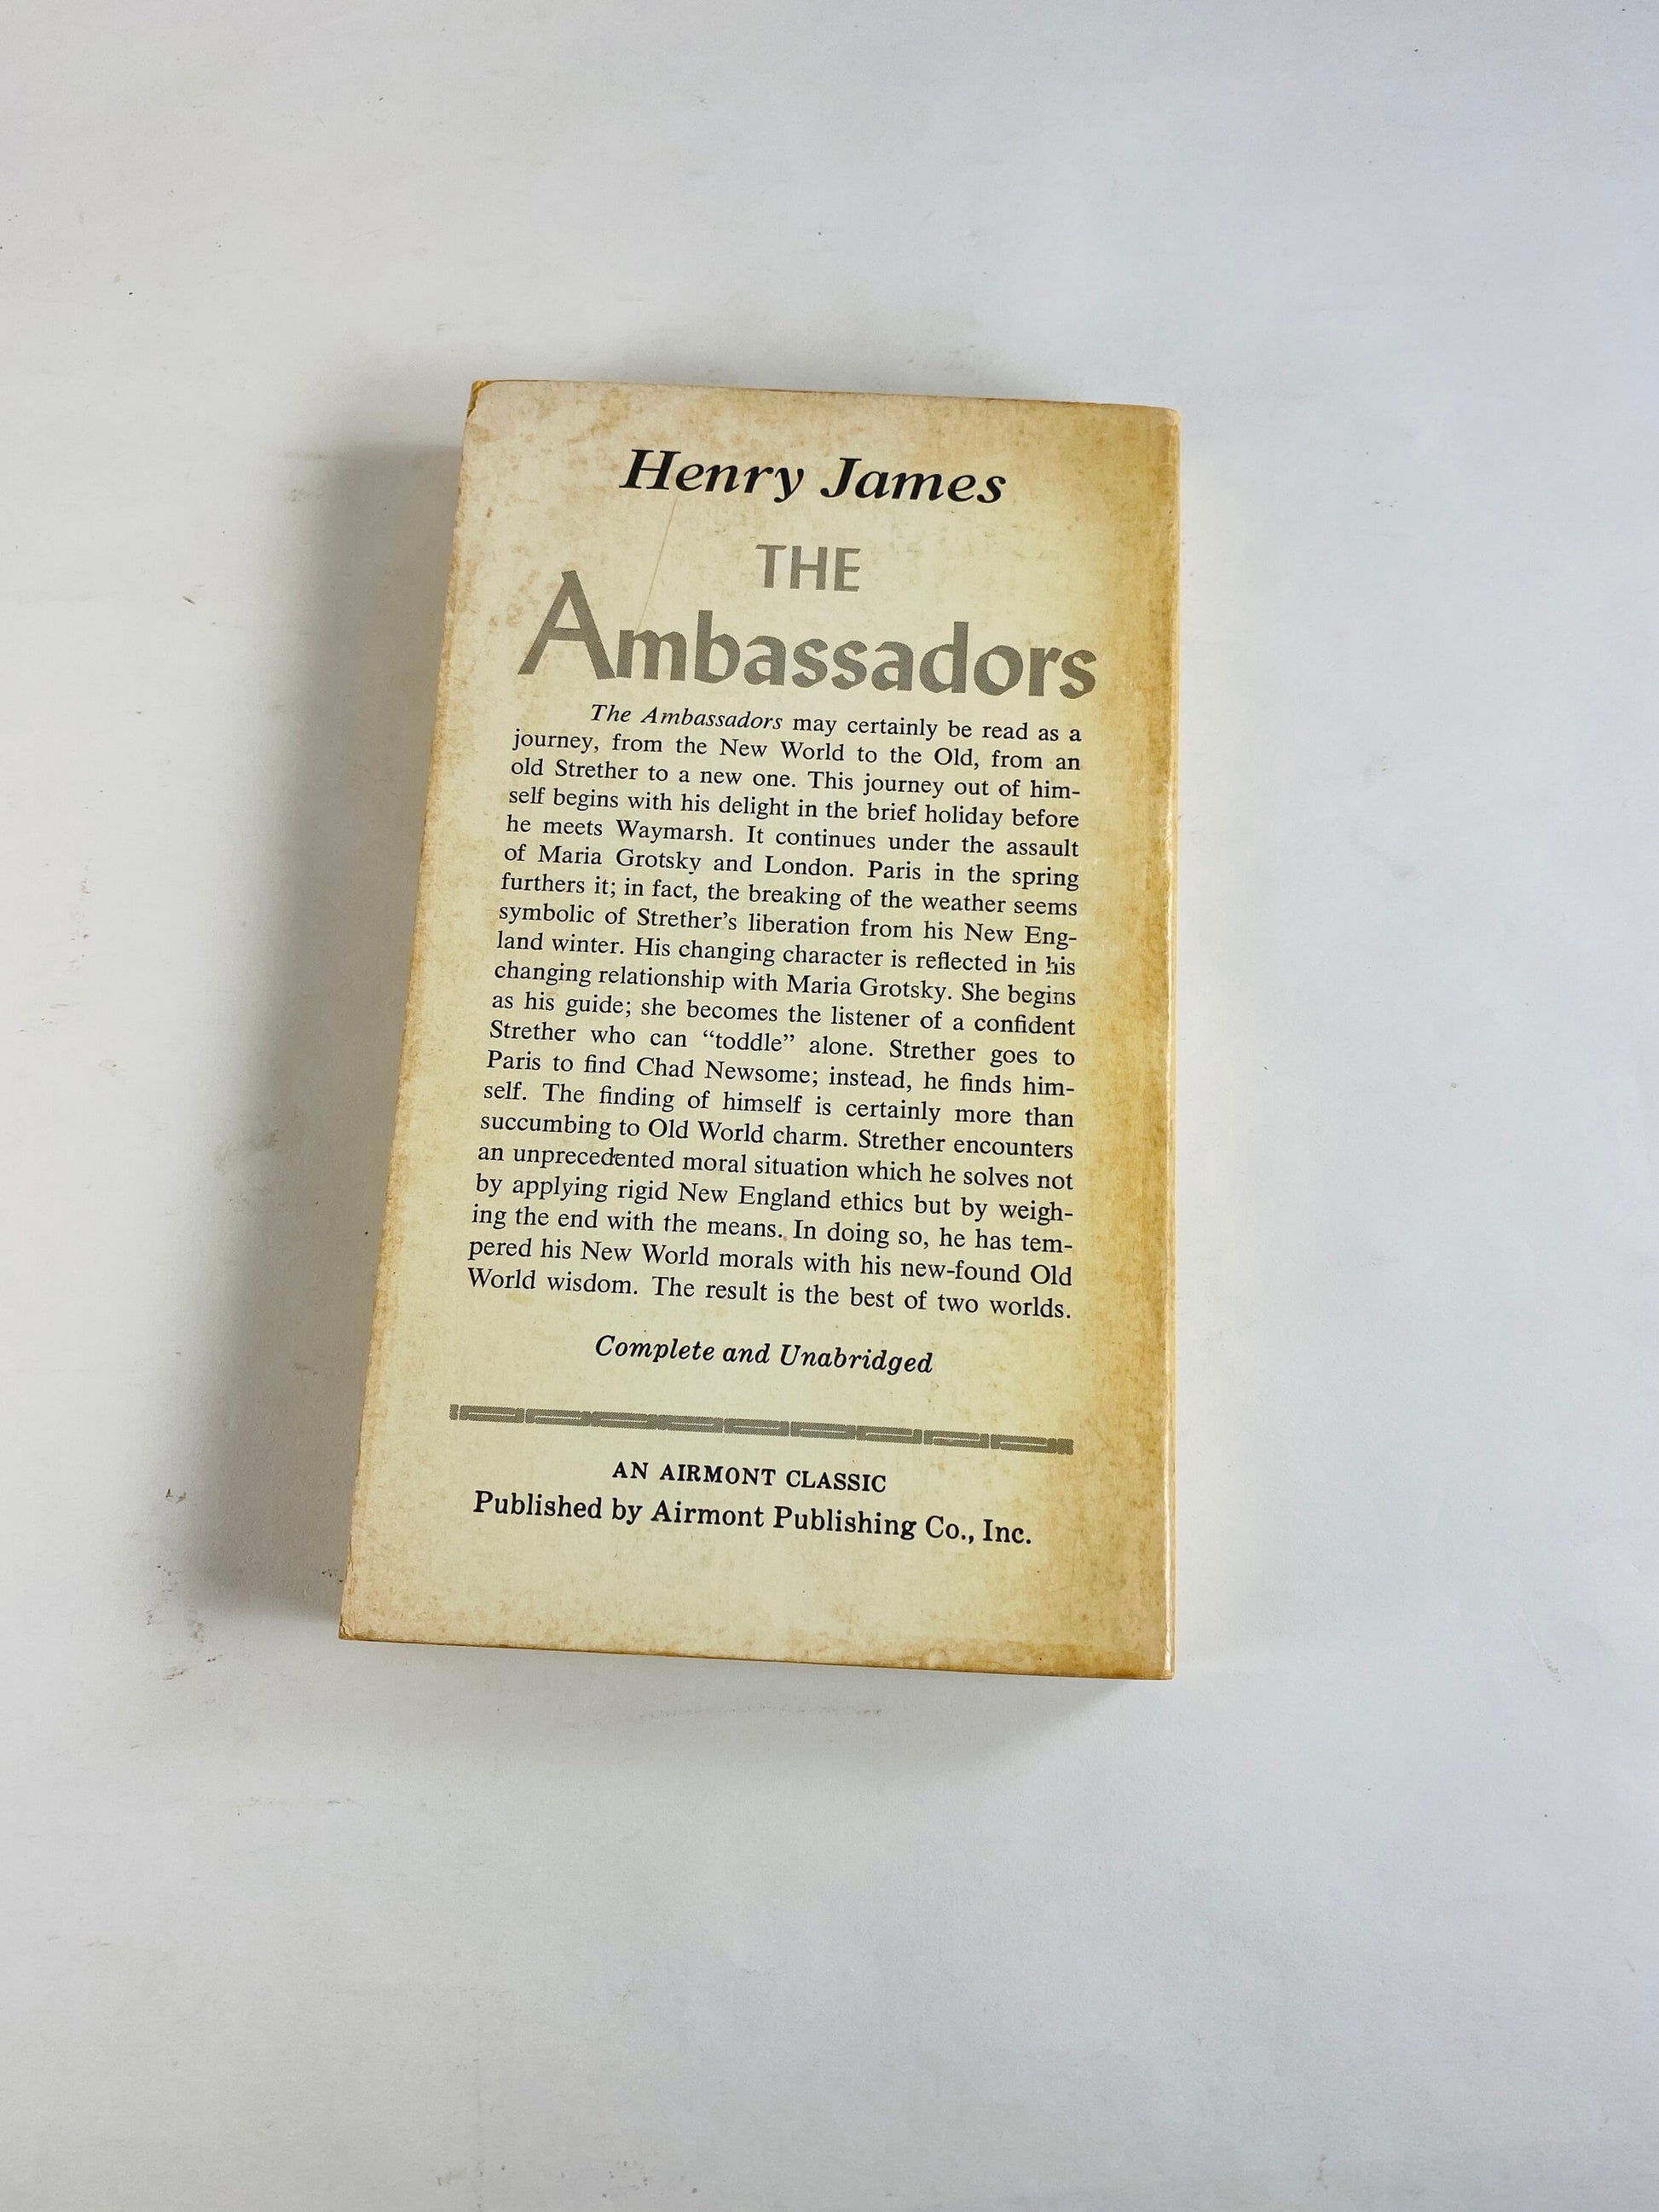 Henry James
THE
Ambassadors
The Ambassadors may certainly be read as a
journey, from the New World to the Old, from an
old Strether to a new one. This journey out of him-
self begins with his delight in the brief holiday before
he meets Waymarsh. It continues under the assault
of Maria Grotsky and London. Paris in the spring
furthers it; in fact, the breaking of the weather seems
symbolic of Strether's liberation from his New Eng-
land winter. His changing character is reflected in his
changing relationship with Maria Grotsky. She begins
as his guide; she becomes the listener of a confident
Strether who can “toddle” alone. Strether goes to
Paris to find Chad Newsome; instead, he finds him-
self. The finding of himself is certainly more than
succumbing to Old World charm. Strether encounters
an unprecedented moral situation which he solves not
by applying rigid New England ethics but by weigh-
ing the end with the means. In doing so, he has tem-
pered his New World morals with his new-found Old
World wisdom. The result is the best of two worlds.
Complete and Unabridged
AN AIRMONT CLASSIC
Published by Airmont Publishing Co., Inc.